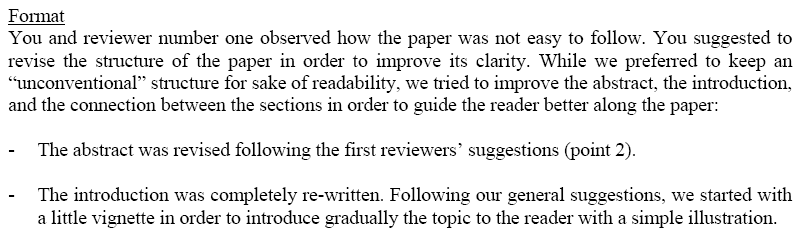 Format
You and reviewer number one observed how the paper was not easy to follow. You suggested to
revise the structure of the paper in order to improve its clarity. While we preferred to keep an
“unconventional” structure for sake of readability, we tried to improve the abstract, the introduction,
and the connection between the sections in order to guide the reader better along the paper:
- The abstract was revised following the first reviewers’ suggestions (point 2).
- The introduction was completely re-written. Following our general suggestions, we started with
a little vignette in order to introduce gradually the topic to the reader with a simple illustration.